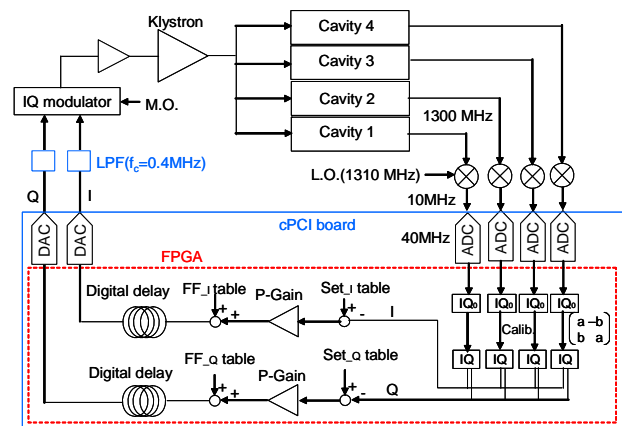 Klystron
Cavity 4
Cavity 3
Cavity 2
Cavity 1
IQ modulator
M.O.
1300 MHz
LPF(fc=0.4MHz)
L.O.(1310 MHz)
10MHz
Q
I
cPCI board
DAC
DAC
40MHz
ADC
ADC
ADC
ADC
FPGA
Digital delay
FF_I table
P-Gain
Set_I table
+
+
+
-
I
IQ0
IQ0
IQ0
IQ0
Calib.
a -b
b a
FF_Q table
Set_Q table
Digital delay
P-Gain
IQ
IQ
IQ
IQ
+
+
+
-
Q